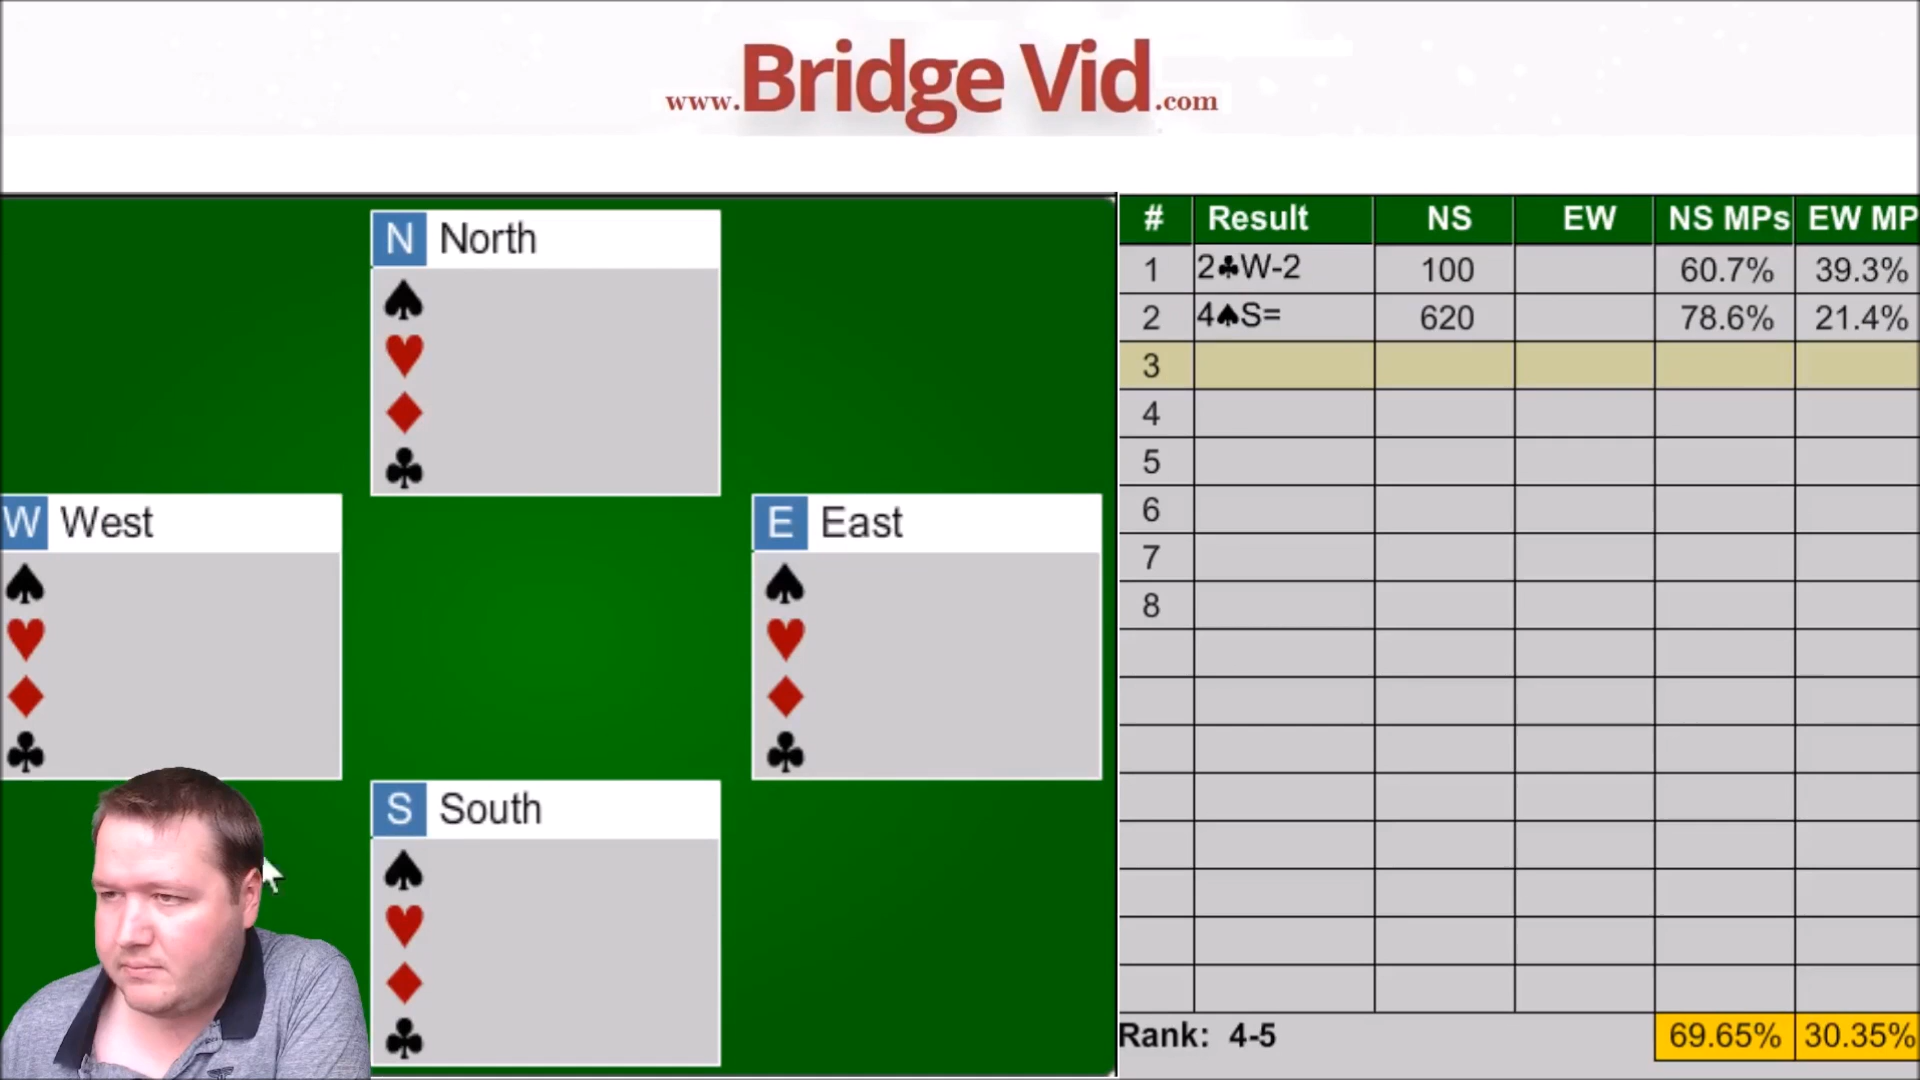 www.Bridge Vid.com
N North
W West
E East
S South
# Result NS EW NS MPs EW MP
1 2♣W-2 100 60.7% 39.3%
2 4♠S= 620 78.6% 21.4%
3
4
5
6
7
8
Rank: 4-5 69.65% 30.35%